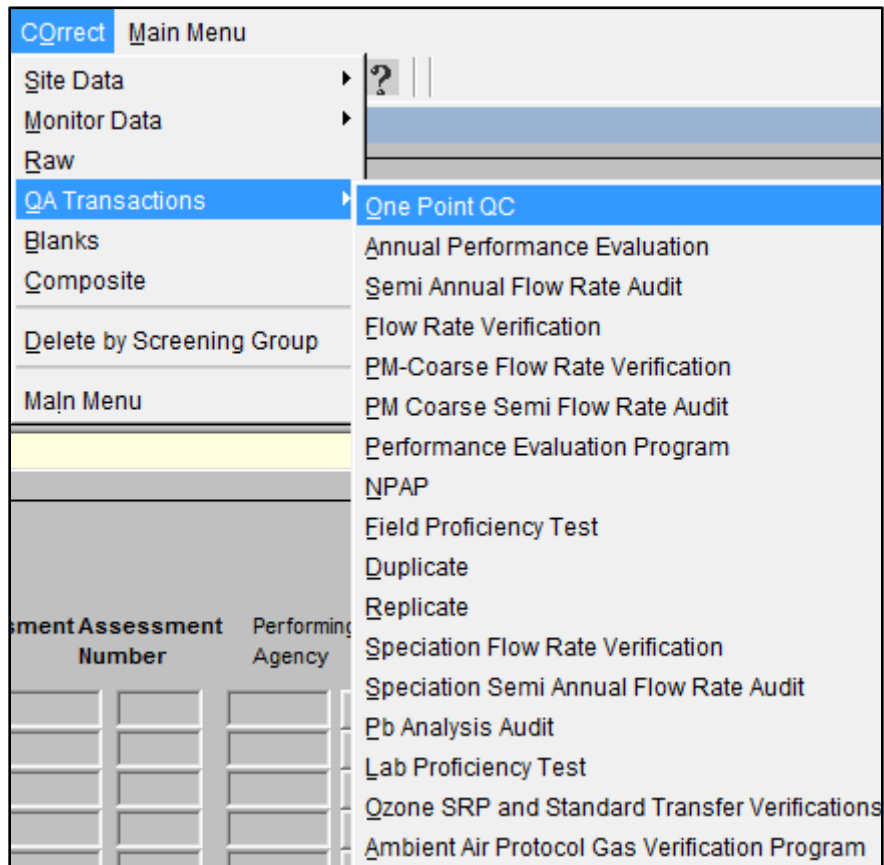 COrrect Main Menu
Site Data
?
Monitor Data
Raw
QA Transactions
One Point QC
Blanks
Annual Performance Evaluation
Composite
Semi Annual Flow Rate Audit
Delete by Screening Group
Flow Rate Verification
PM-Coarse Flow Rate Verification
MaIn Menu
PM Coarse Semi Flow Rate Audit
Performance Evaluation Program
NPAP
Field Proficiency Test
Duplicate
Replicate
Speciation Flow Rate Verification
Speciation Semi Annual Flow Rate Audit
Pb Analysis Audit
Lab Proficiency Test
Ozone SRP and Standard Transfer Verifications
Ambient Air Protocol Gas Verification Program
sment Assessment Performing
Number Agency